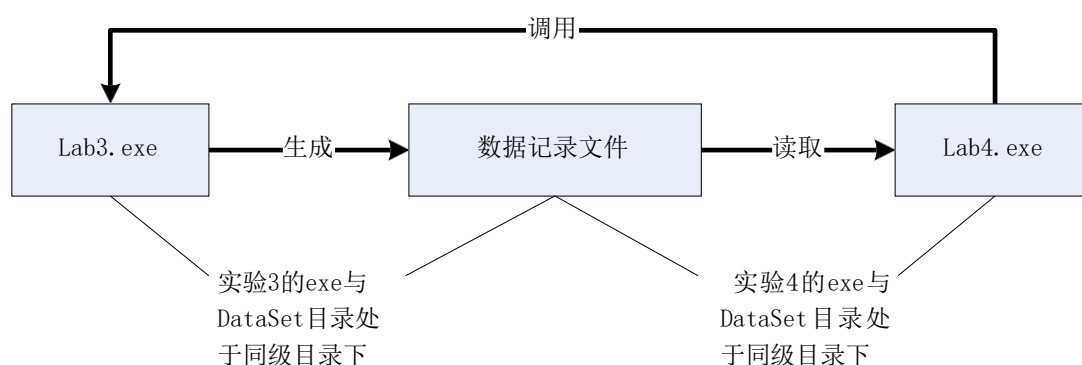 调用
Lab3.exe
生成
数据记录文件
读取
Lab4.exe
实验3的exe与
DataSet目录处
于同级目录下
实验4的exe与
DataSet目录处
于同级目录下